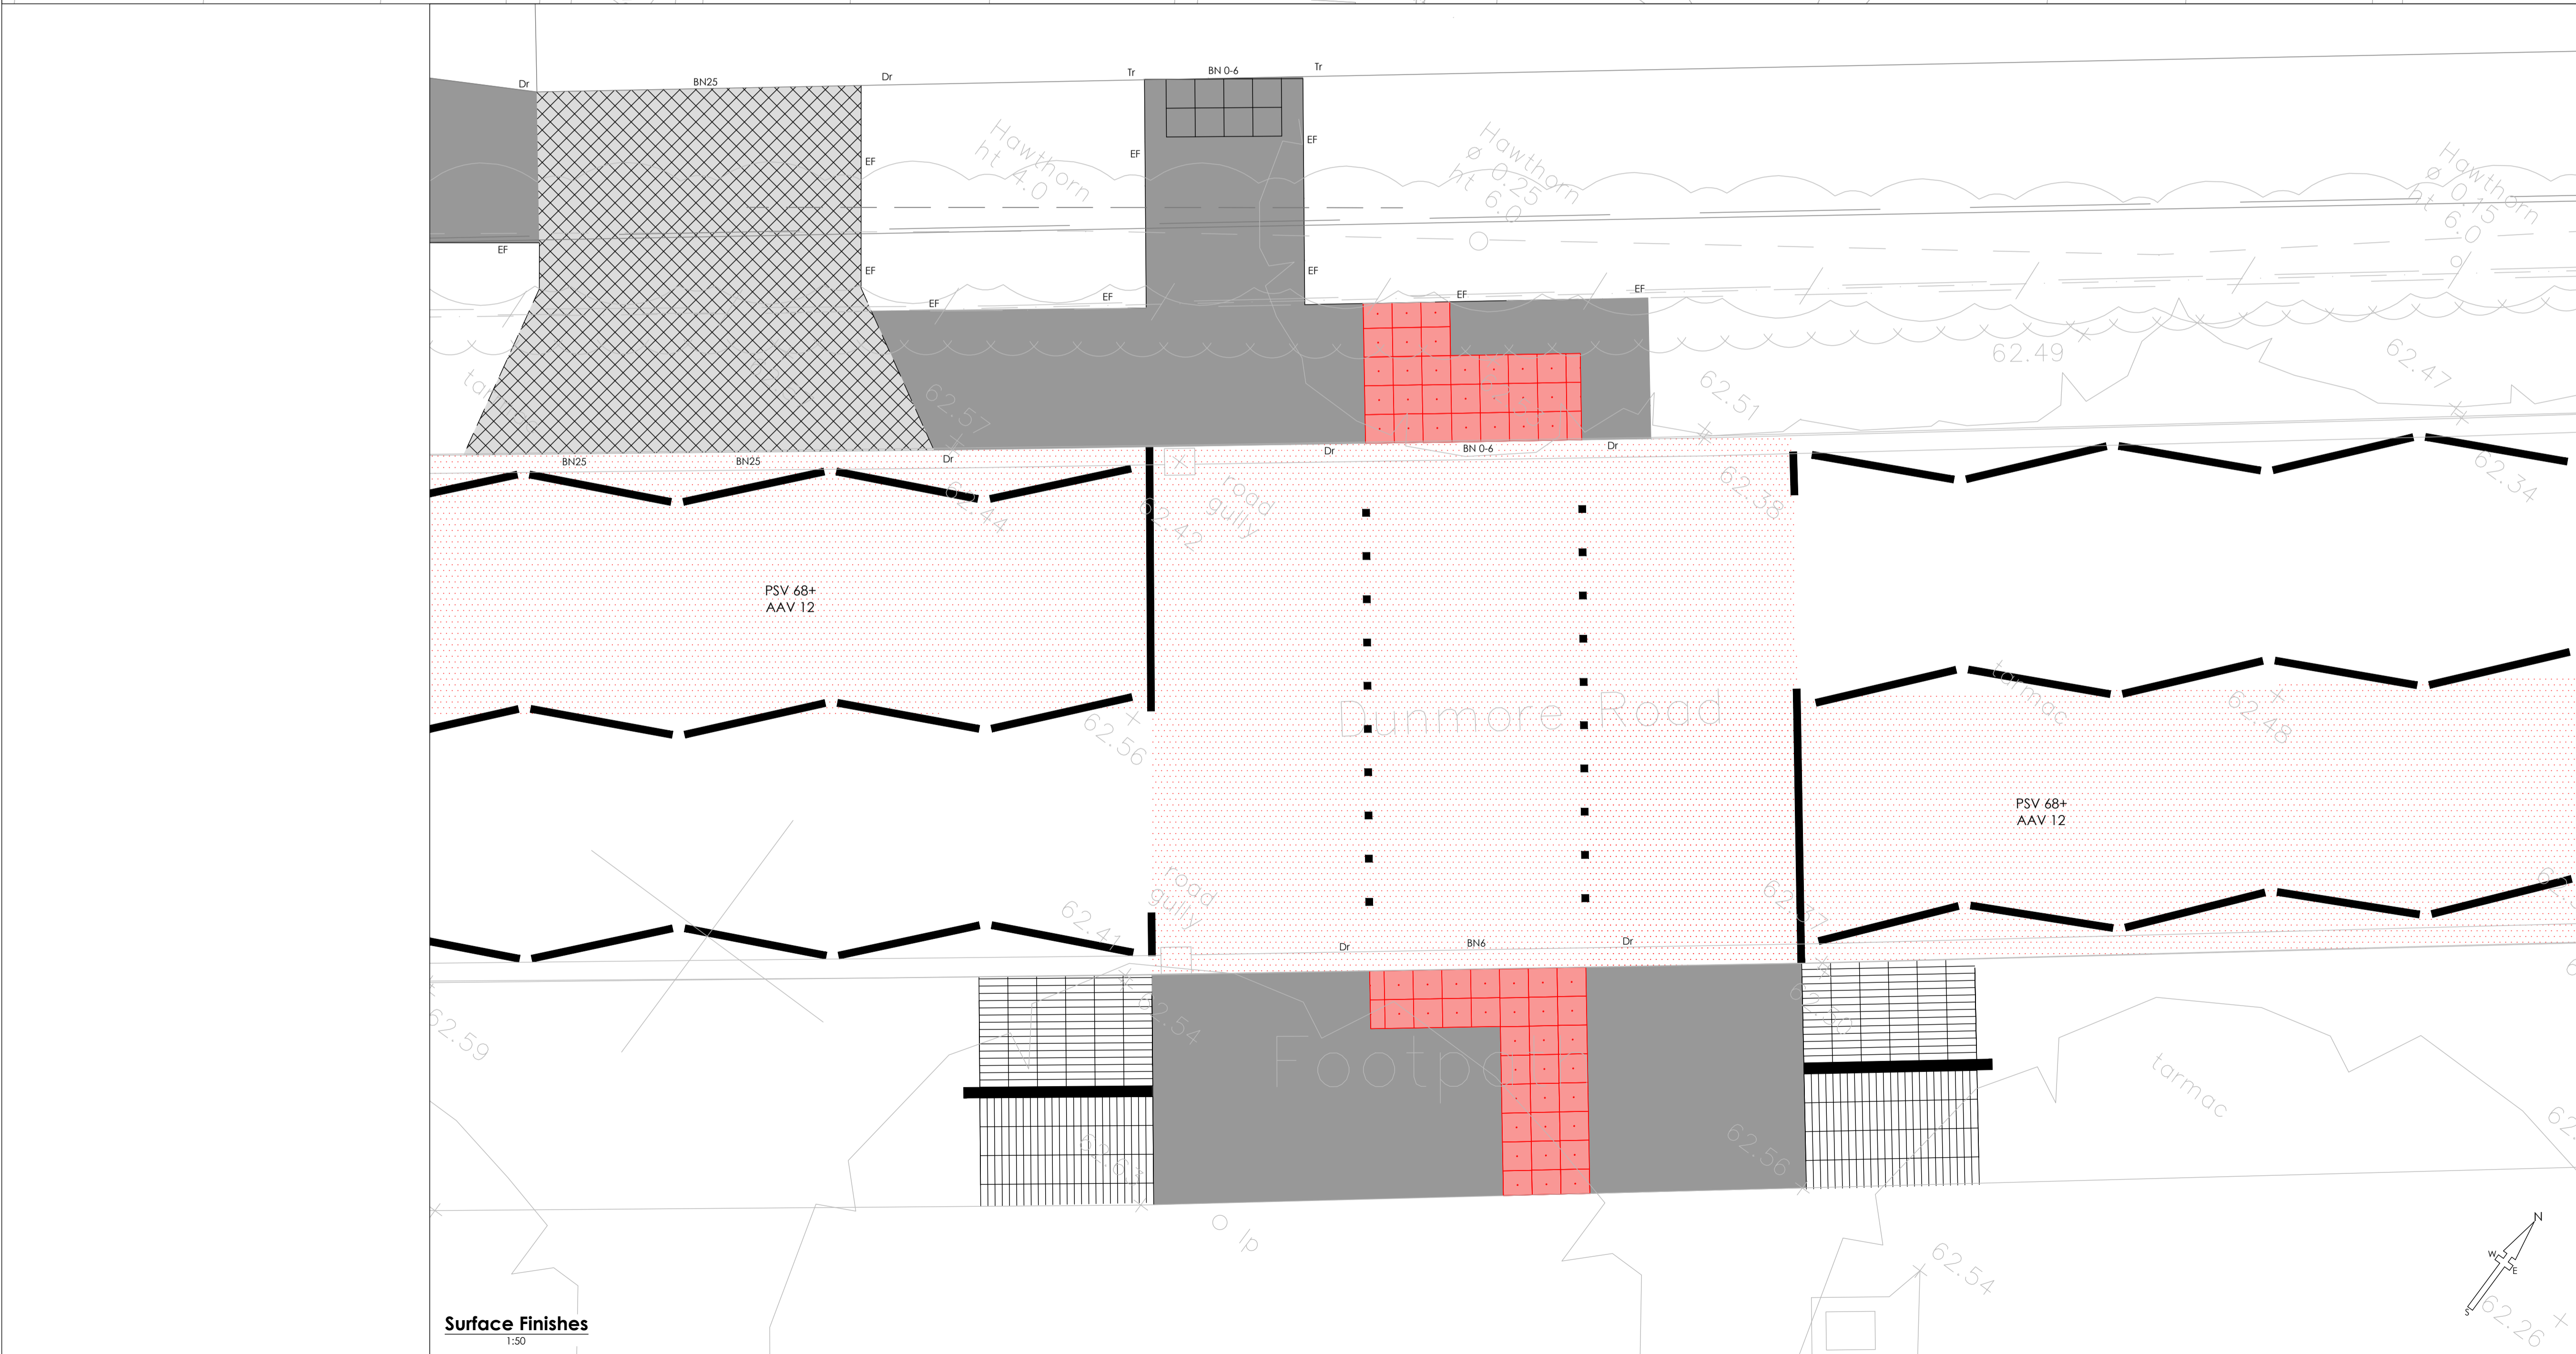 Dr
BN25
Dr
Tr
BN 0-6
Tr
EF
EF
EF
Hawthorn
ht 4.0
Hawthorn
ø 0.25
ht 6.0
Hawthorn
ø 0.15
ht 6.0
EF
EF
EF
EF
EF
EF
EF
62.57
62.51
62.49
62.47
BN25
BN25
Dr
Dr
BN 0-6
Dr
62.44
62.42
road
gully
62.38
62.34
PSV 68+
AAV 12
Dunmore Road
tarmac
62.48
62.56
PSV 68+
AAV 12
road
gully
62.41
62.37
Dr
BN6
Dr
62.59
62.54
62.50
tarmac
62.56
lp
62.54
N
W
E
S
62.26
Surface Finishes
1:50